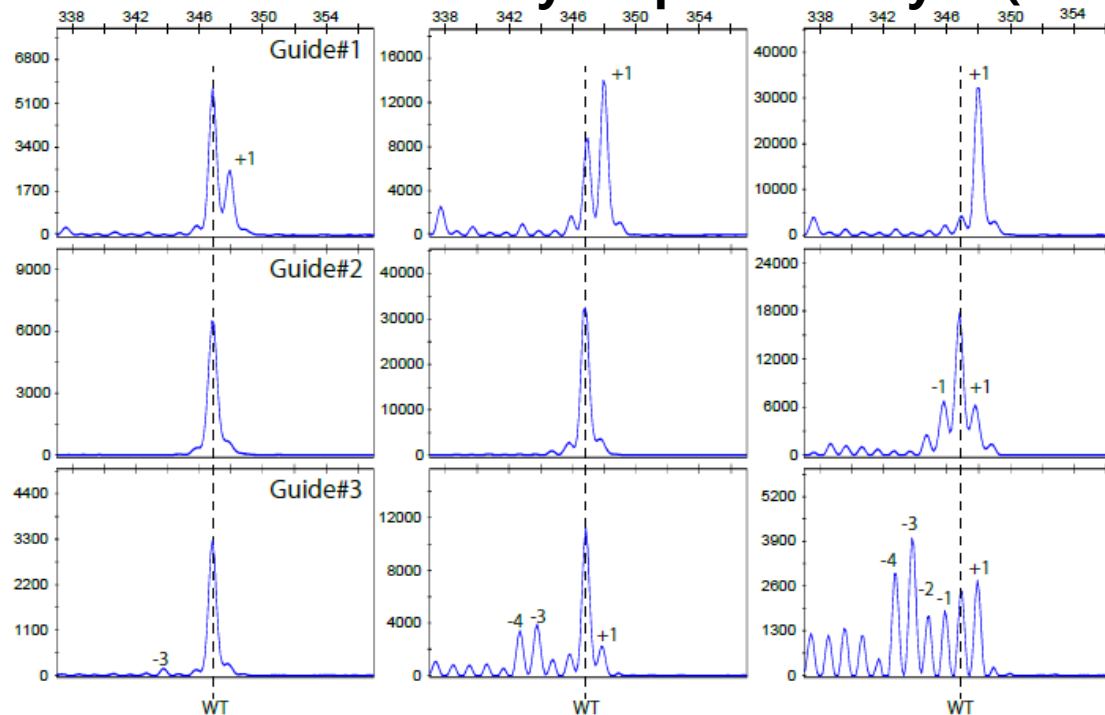 338 342 346 350 354 338 342 346 350 354 338 342 346 350 354
6800 Guide#1 16000 +1 40000 +1
5100 12000 30000
3400 +1 8000 20000
1700 4000 10000
0 0 0
9000 Guide#2 40000 24000
6000 30000 18000
3000 20000 12000
10000 6000 -1 +1
0 0 0
4400 Guide#3 12000 5200
3300 8000 3900 -4 -3 -2 -1 +1
2200 4000 -4 -3 +1 2600
1100 -3 1300
0 0 0
WT WT WT